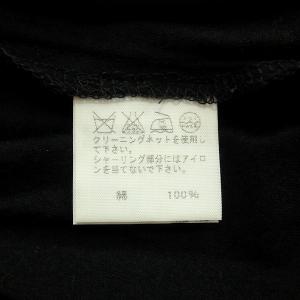 クリーニングネットを使用し
て下さい。
シャーリング部分にはアイロ
ンを当てないで下さい。
綿 100%